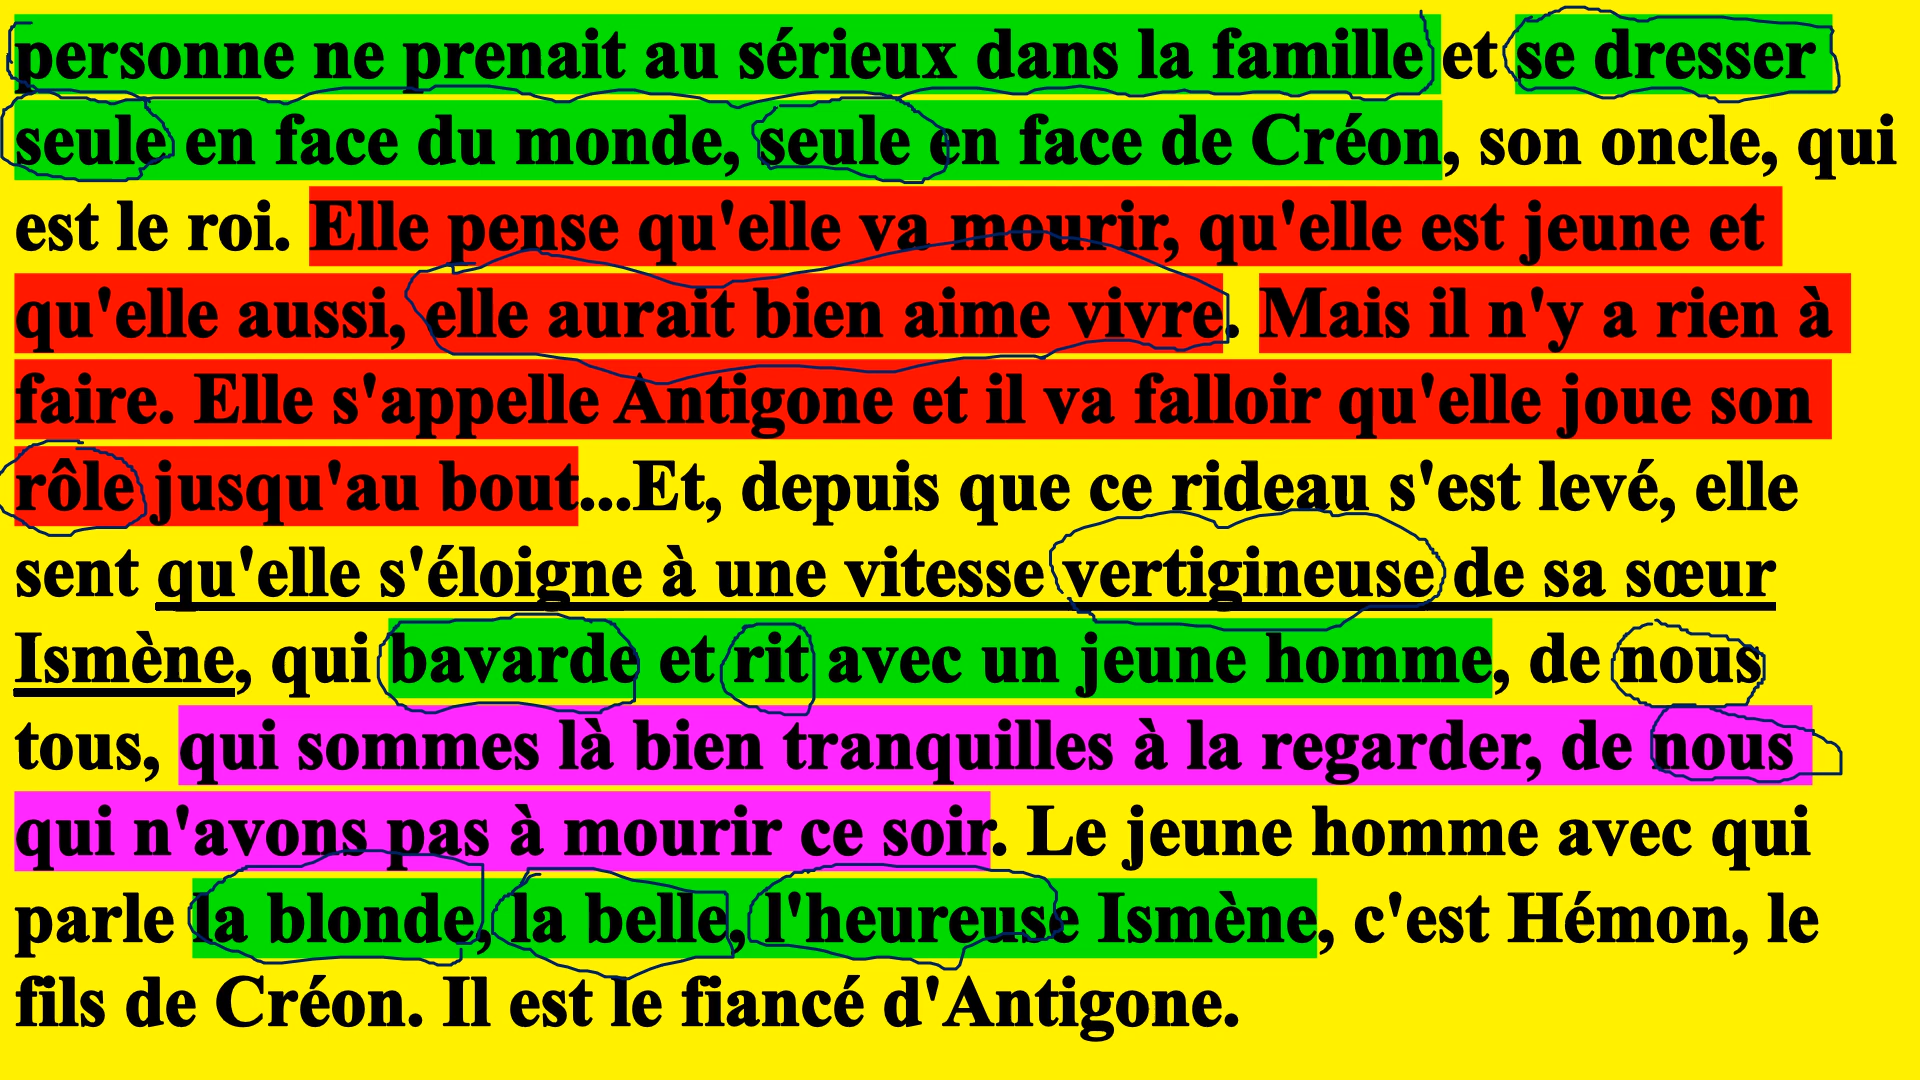 personne ne prenait au sérieux dans la famille et se dresser
seule en face du monde, seule en face de Créon, son oncle, qui
est le roi. Elle pense qu'elle va mourir, qu'elle est jeune et
qu'elle aussi, elle aurait bien aime vivre. Mais il n'y a rien à
faire. Elle s'appelle Antigone et il va falloir qu'elle joue son
rôle jusqu'au bout...Et, depuis que ce rideau s'est levé, elle
sent qu'elle s'éloigne à une vitesse vertigineuse de sa sœur
Ismène, qui bavarde et rit avec un jeune homme, de nous
tous, qui sommes là bien tranquilles à la regarder, de nous
qui n'avons pas à mourir ce soir. Le jeune homme avec qui
parle la blonde, la belle, l'heureuse Ismène, c'est Hémon, le
fils de Créon. Il est le fiancé d'Antigone.